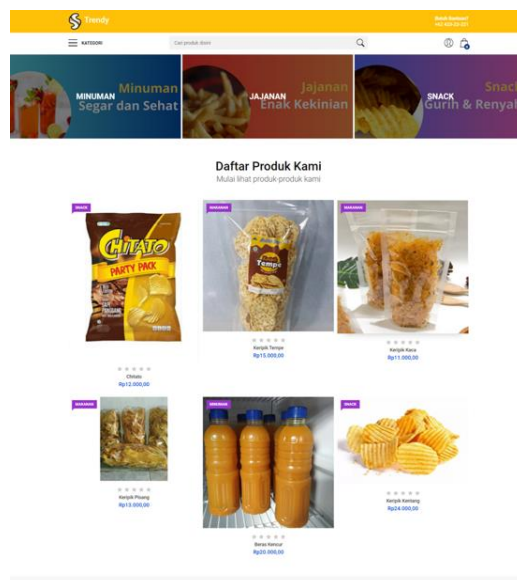 Trendy
Butuh bantuan?
KATEGORI
Cari produk disini
Minuman
MINUMAN
Segar dan Sehat
Jajanan
JAJANAN
Enak Kekinian
Snack
SNACK
Gurih & Renyah
Daftar Produk Kami
Mulai lihat produk-produk kami
SNACK
CHITATO
PARTY PACK
Chitato
Rp12.000,00
MAKANAN
Tempe
Keripik Tempe
Rp15.000,00
MAKANAN
Keripik Kaca
Rp11.000,00
MAKANAN
Keripik Pisang
Rp13.000,00
MINUMAN
Beras Kencur
Rp20.000,00
SNACK
Keripik Kentang
Rp24.000,00